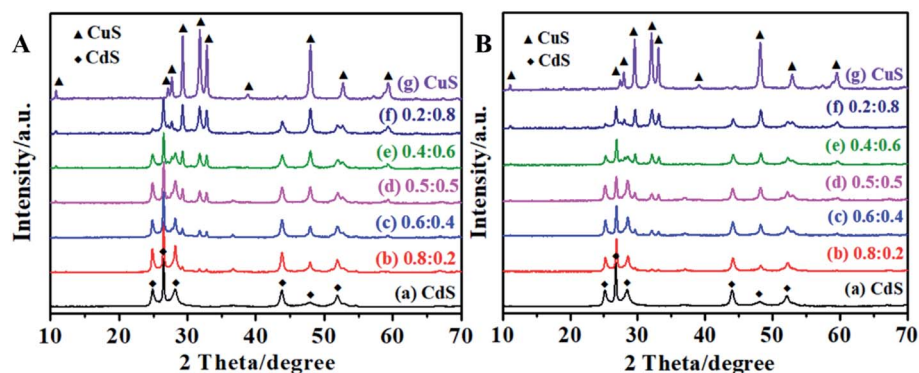 A
▲ CuS
◆ CdS
(g) CuS
(f) 0.2:0.8
(e) 0.4:0.6
(d) 0.5:0.5
(c) 0.6:0.4
(b) 0.8:0.2
(a) CdS
Intensity/a.u.
10 20 30 40 50 60 70
2 Theta/degree
B
▲ CuS
◆ CdS
(g) CuS
(f) 0.2:0.8
(e) 0.4:0.6
(d) 0.5:0.5
(c) 0.6:0.4
(b) 0.8:0.2
(a) CdS
Intensity/a.u.
10 20 30 40 50 60 70
2 Theta/degree